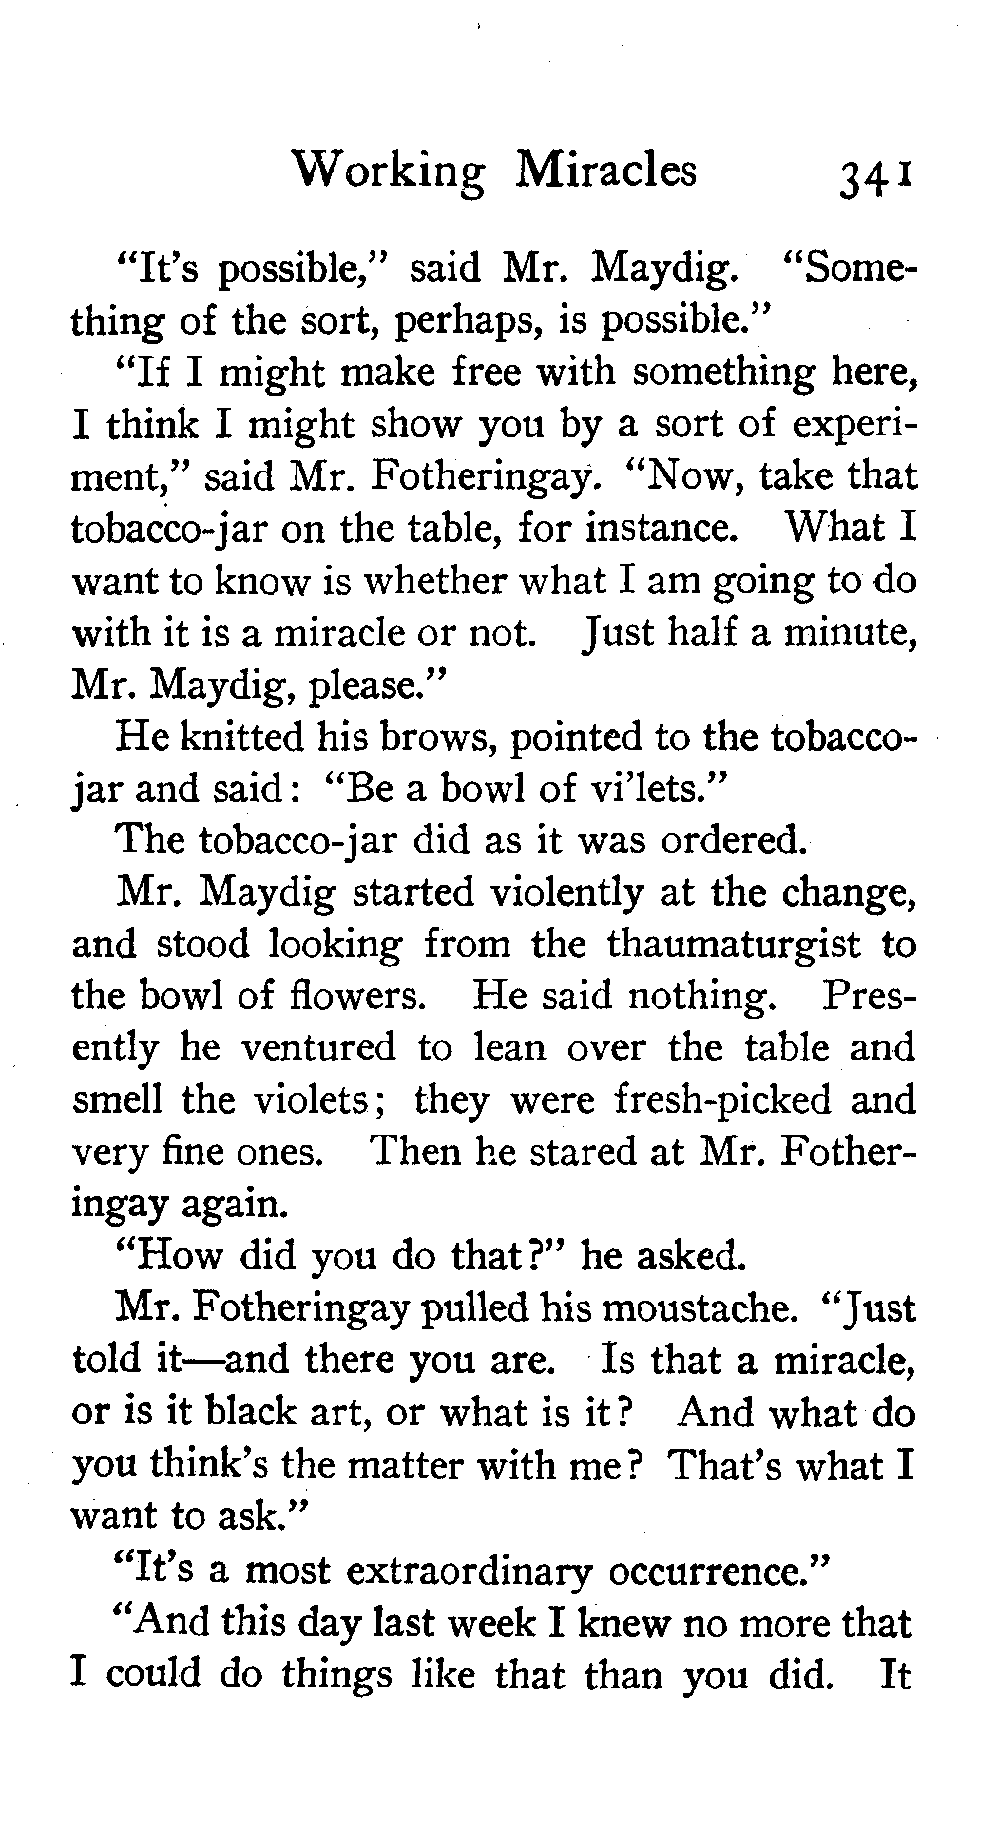 Working Miracles 341
“It’s possible,” said Mr. Maydig. “Some-
thing of the sort, perhaps, is possible.”
“If I might make free with something here,
I think I might show you by a sort of experi-
ment,” said Mr. Fotheringay. “Now, take that
tobacco-jar on the table, for instance. What I
want to know is whether what I am going to do
with it is a miracle or not. Just half a minute,
Mr. Maydig, please.”
He knitted his brows, pointed to the tobacco-
jar and said: “Be a bowl of vi’lets.”
The tobacco-jar did as it was ordered.
Mr. Maydig started violently at the change,
and stood looking from the thaumaturgist to
the bowl of flowers. He said nothing. Pres-
ently he ventured to lean over the table and
smell the violets; they were fresh-picked and
very fine ones. Then he stared at Mr. Fother-
ingay again.
“How did you do that?” he asked.
Mr. Fotheringay pulled his moustache. “Just
told it—and there you are. Is that a miracle,
or is it black art, or what is it? And what do
you think’s the matter with me? That’s what I
want to ask.”
“It’s a most extraordinary occurrence.”
“And this day last week I knew no more that
I could do things like that than you did. It